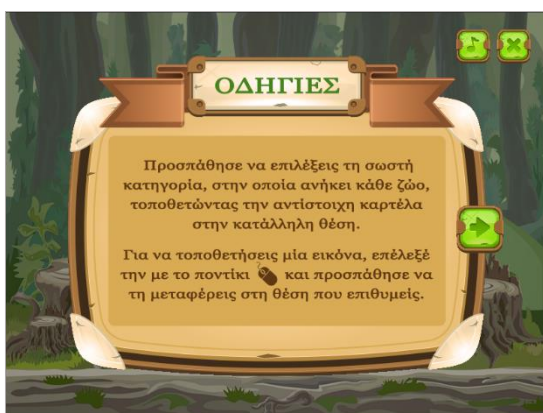 ΟΔΗΓΙΕΣ
Προσπάθησε να επιλέξεις τη σωστή
κατηγορία, στην οποία ανήκει κάθε ζώο,
τοποθετώντας την αντίστοιχη καρτέλα
στην κατάλληλη θέση.
Για να τοποθετήσεις μία εικόνα, επέλεξέ
την με το ποντίκι και προσπάθησε να
τη μεταφέρεις στη θέση που επιθυμείς.